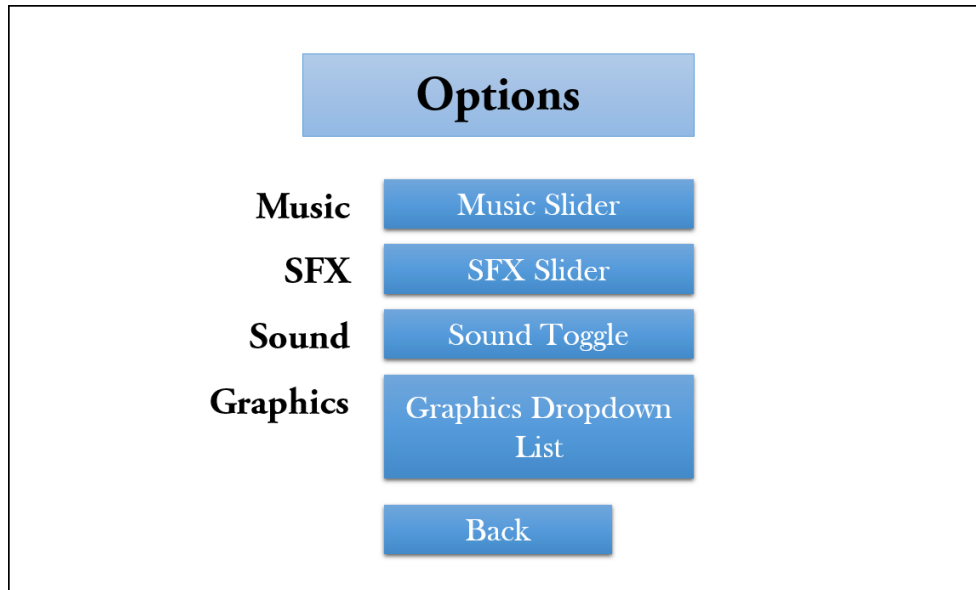 Options
Music
Music Slider
SFX
SFX Slider
Sound
Sound Toggle
Graphics
Graphics Dropdown
List
Back